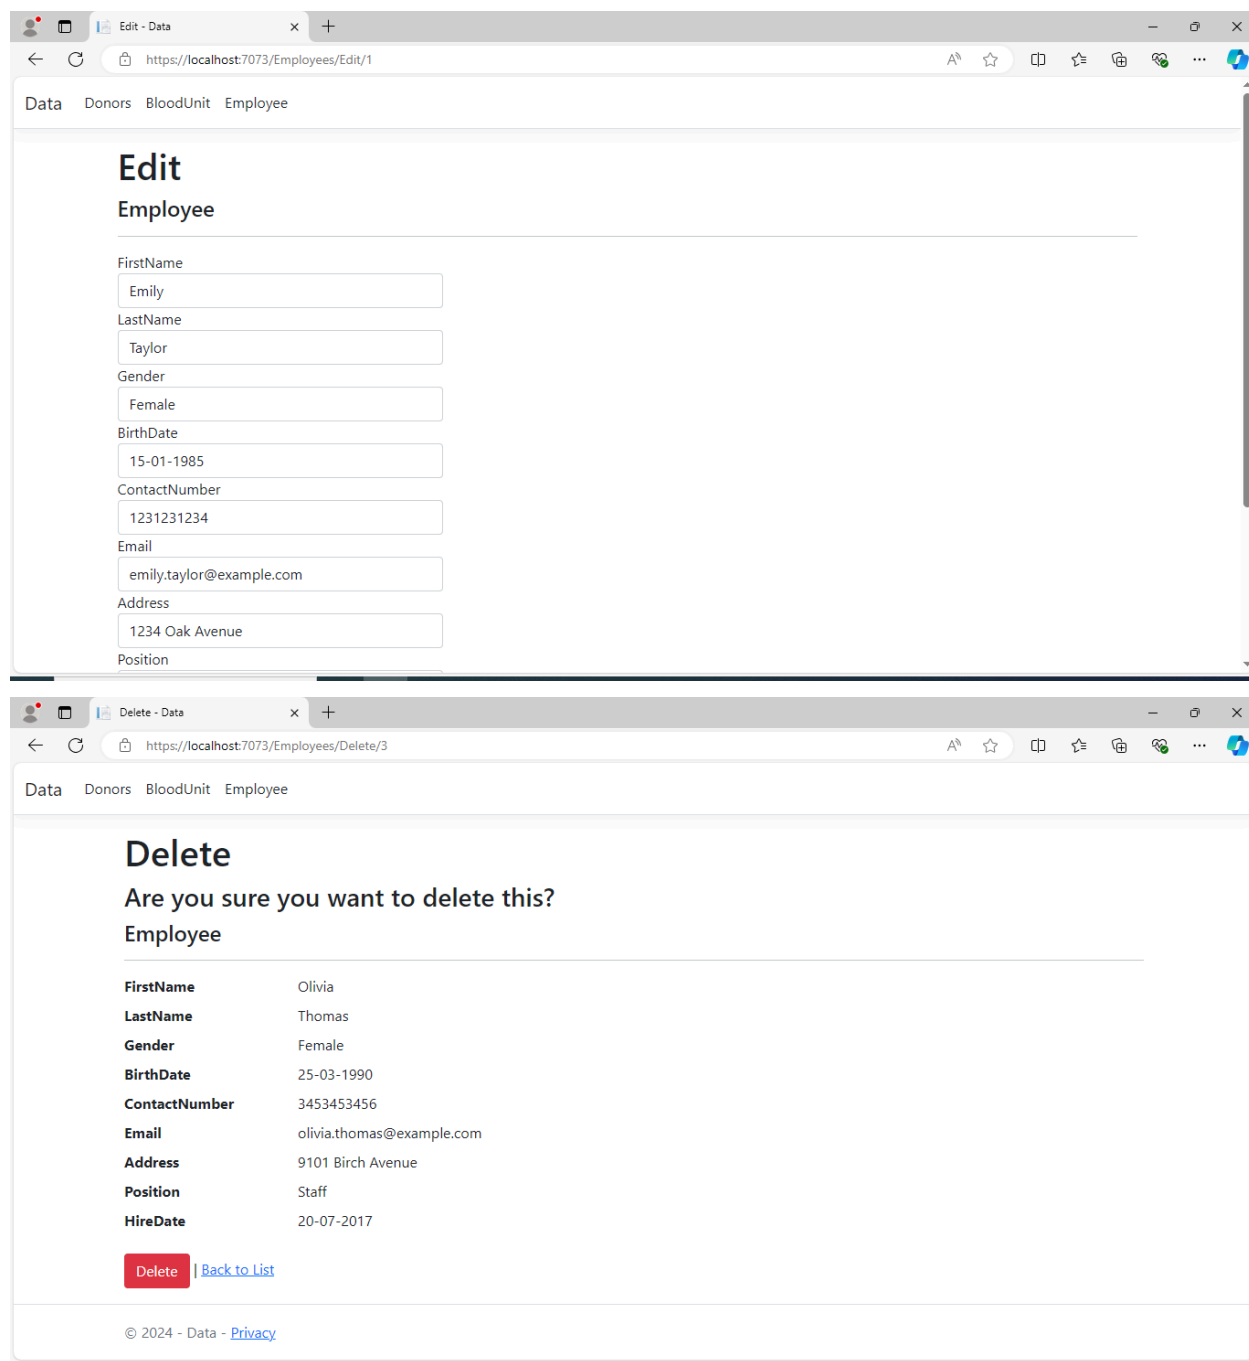 Edit - Data
https://localhost:7073/Employees/Edit/1
Data Donors BloodUnit Employee
Edit
Employee
FirstName
Emily
LastName
Taylor
Gender
Female
BirthDate
15-01-1985
ContactNumber
1231231234
Email
emily.taylor@example.com
Address
1234 Oak Avenue
Position
Delete - Data
https://localhost:7073/Employees/Delete/3
Data Donors BloodUnit Employee
Delete
Are you sure you want to delete this?
Employee
FirstName Olivia
LastName Thomas
Gender Female
BirthDate 25-03-1990
ContactNumber 3453453456
Email olivia.thomas@example.com
Address 9101 Birch Avenue
Position Staff
HireDate 20-07-2017
Delete | Back to List
© 2024 - Data - Privacy